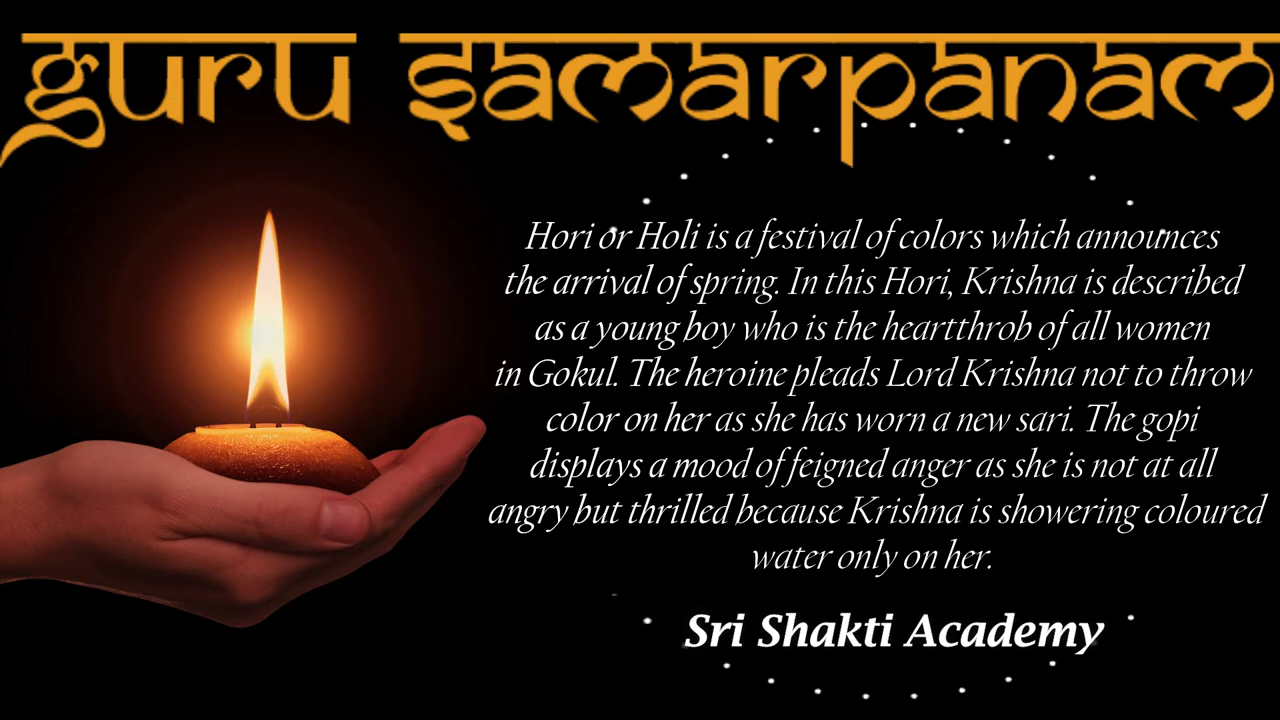 guru samarpanam
Hori or Holi is a festival of colors which announces
the arrival of spring. In this Hori, Krishna is described
as a young boy who is the heartthrob of all women
in Gokul. The heroine pleads Lord Krishna not to throw
color on her as she has worn a new sari. The gopi
displays a mood of feigned anger as she is not at all
angry but thrilled because Krishna is showering coloured
water only on her.
Sri Shakti Academy